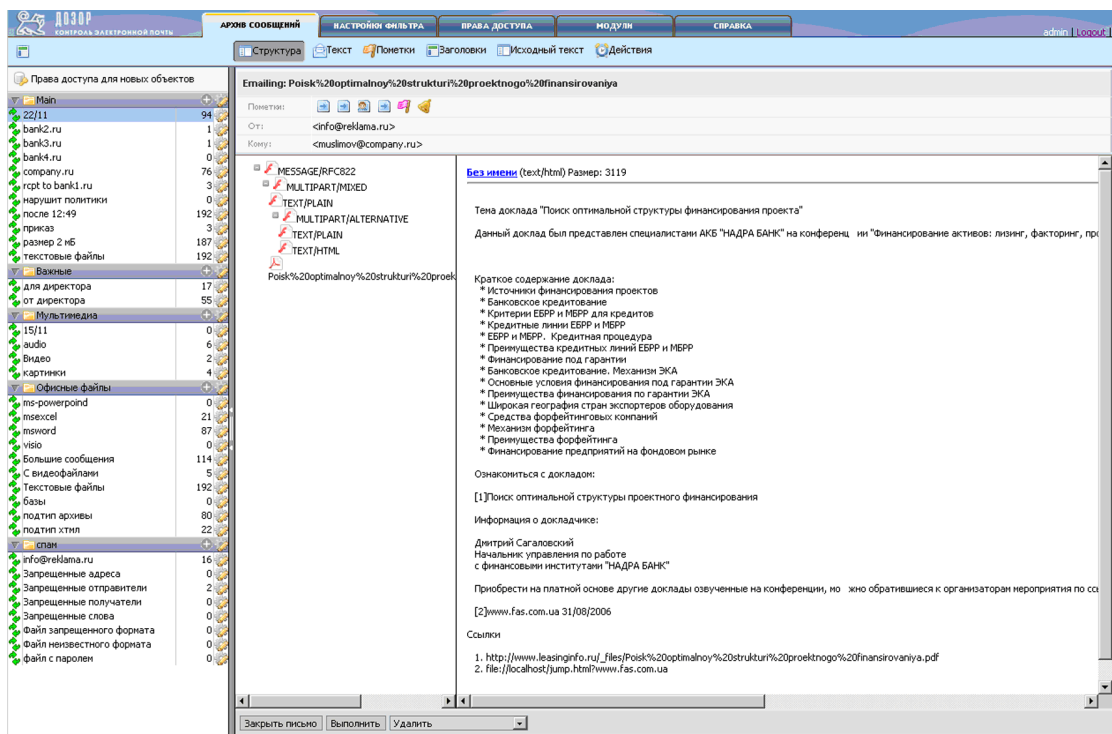 ДОЗОР
КОНТРОЛЬ ЭЛЕКТРОННОЙ ПОЧТЫ
АРХИВ СООБЩЕНИЙ
НАСТРОЙКИ ФИЛЬТРА
ПРАВА ДОСТУПА
МОДУЛИ
СПРАВКА
admin | Logout |
Структура Текст Пометки Заголовки Исходный текст Действия
Права доступа для новых объектов
Main
22/11 94
bank2.ru 1
bank3.ru 1
bank4.ru 0
company.ru 76
rcpt to bank1.ru 3
нарушит политики 0
после 12:49 192
приказ 3
размер 2 мб 187
текстовые файлы 192
Важные
для директора 17
от директора 55
Мультимедиа
15/11 0
audio 6
Видео 2
картинки 4
Офисные файлы
ms-powerpoind 0
msexcel 21
msword 87
visio 0
Большие сообщения 114
С видеофайлами 5
Текстовые файлы 192
базы 0
подтип архивы 80
подтип хтмл 22
спам
info@reklama.ru 16
Запрещенные адреса 0
Запрещенные отправители 2
Запрещенные получатели 0
Запрещенные слова 0
Файл запрещенного формата 0
Файл неизвестного формата 0
файл с паролем 0
Emailing: Poisk%20optimalnoy%20strukturi%20proektnogo%20finansirovaniya
Пометки:
От: <info@reklama.ru>
Кому: <muslimov@company.ru>
MESSAGE/RFC822
MULTIPART/MIXED
TEXT/PLAIN
MULTIPART/ALTERNATIVE
TEXT/PLAIN
TEXT/HTML
Poisk%20optimalnoy%20strukturi%20proek
Без имени (text/html) Размер: 3119
Тема доклада "Поиск оптимальной структуры финансирования проекта"
Данный доклад был представлен специалистами АКБ "НАДРА БАНК" на конференц ии "Финансирование активов: лизинг, факторинг, про
Краткое содержание доклада:
* Источники финансирования проектов
* Банковское кредитование
* Критерии ЕБРР и МБРР для кредитов
* Кредитные линии ЕБРР и МБРР
* ЕБРР и МБРР. Кредитная процедура
* Преимущества кредитных линий ЕБРР и МБРР
* Финансирование под гарантии
* Банковское кредитование. Механизм ЭКА
* Основные условия финансирования под гарантии ЭКА
* Преимущества финансирования по гарантии ЭКА
* Широкая география стран экспортеров оборудования
* Средства форфейтинговых компаний
* Механизм форфейтинга
* Преимущества форфейтинга
* Финансирование предприятий на фондовом рынке
Ознакомиться с докладом:
[1]Поиск оптимальной структуры проектного финансирования
Информация о докладчике:
Дмитрий Сагаловский
Начальник управления по работе
с финансовыми институтами "НАДРА БАНК"
Приобрести на платной основе другие доклады озвученные на конференции, мо жно обратившиеся к организаторам мероприятия по ссы
[2]www.fas.com.ua 31/08/2006
Ссылки
1. http://www.leasinginfo.ru/_files/Poisk%20optimalnoy%20strukturi%20proektnogo%20finansirovaniya.pdf
2. file://localhost/jump.html?www.fas.com.ua
Закрыть письмо Выполнить Удалить